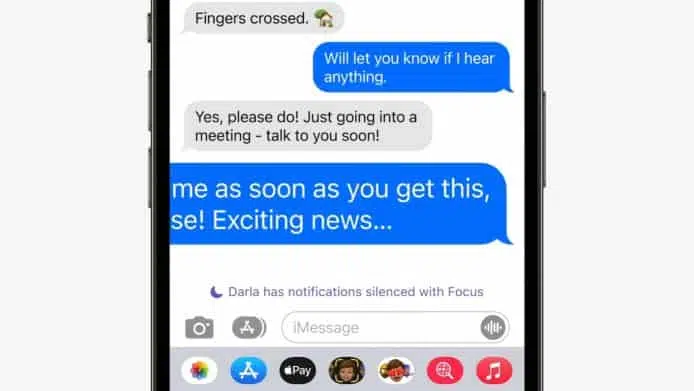 Fingers crossed. 🏡
Will let you know if I hear
anything.
Yes, please do! Just going into a
meeting - talk to you soon!
me as soon as you get this,
se! Exciting news...
Darla has notifications silenced with Focus
iMessage
Pay